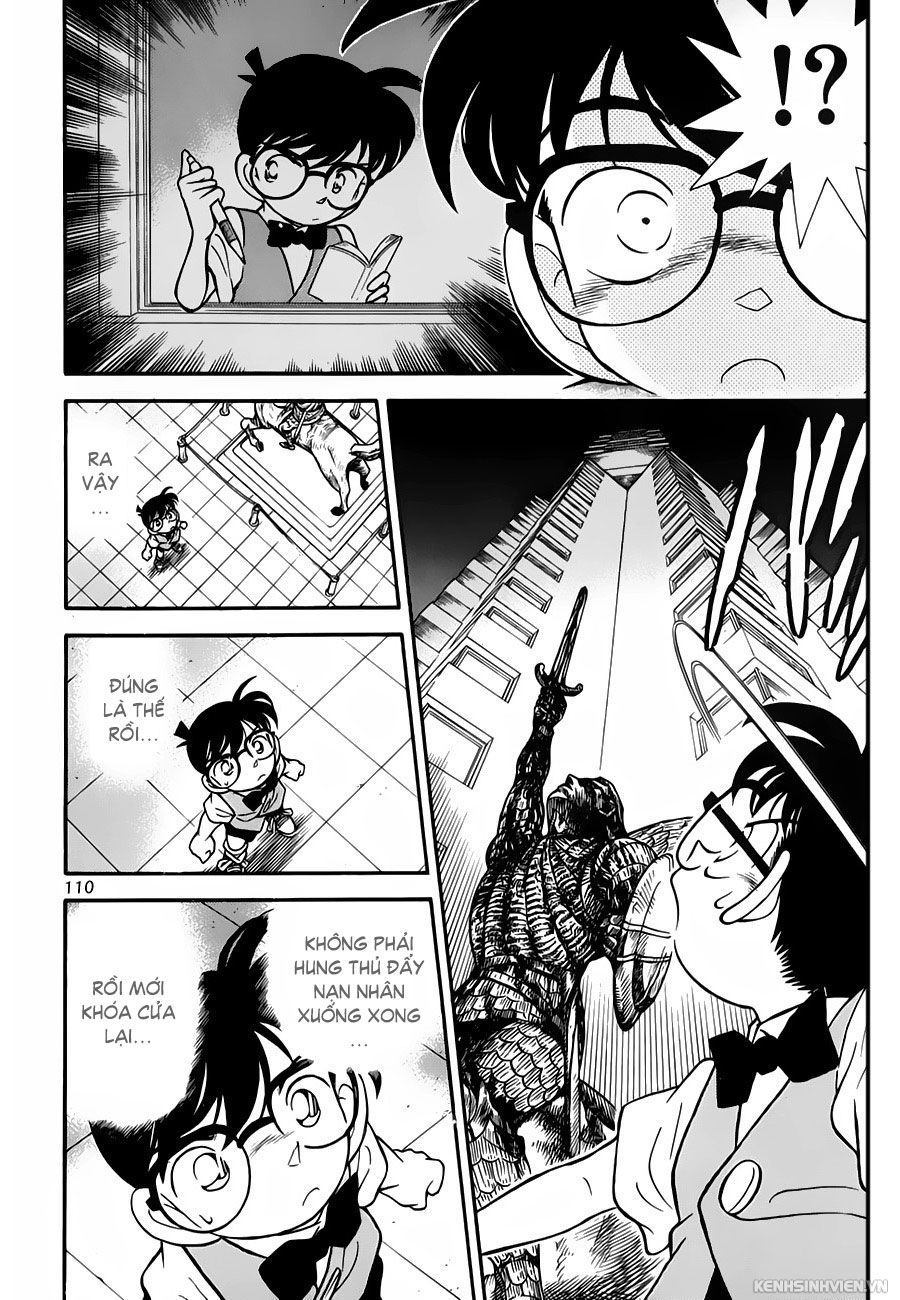 !?
RA
VẬY
...
ĐÚNG
LÀ THẾ
RỒI...
110
KHÔNG PHẢI
HUNG THỦ ĐẨY
NẠN NHÂN
XUỐNG XONG
...
RỒI MỚI
KHÓA CỬA
LẠI...
KENHSINHVIEN.VN